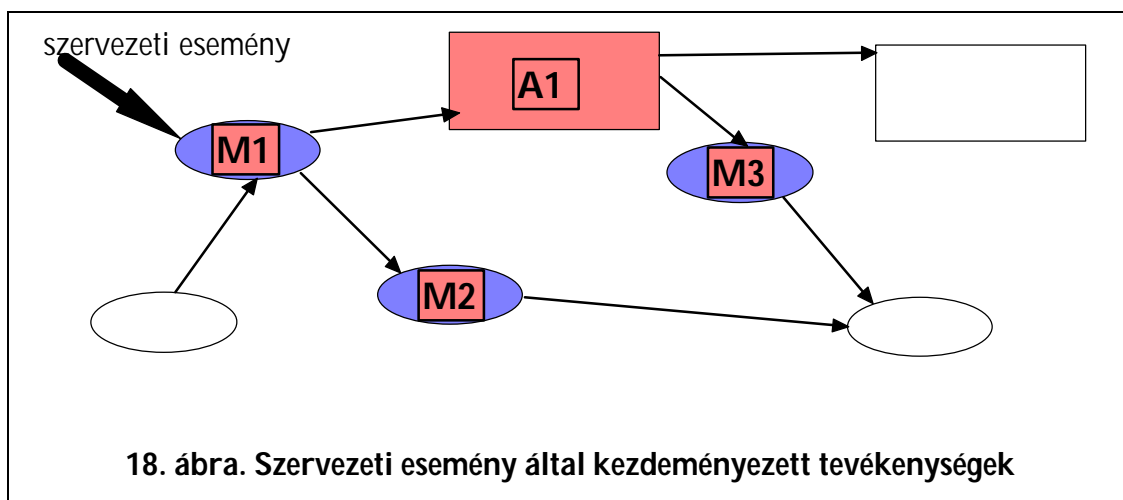 szervezeti esemény
A1
M1
M3
M2
18. ábra. Szervezeti esemény által kezdeményezett tevékenységek